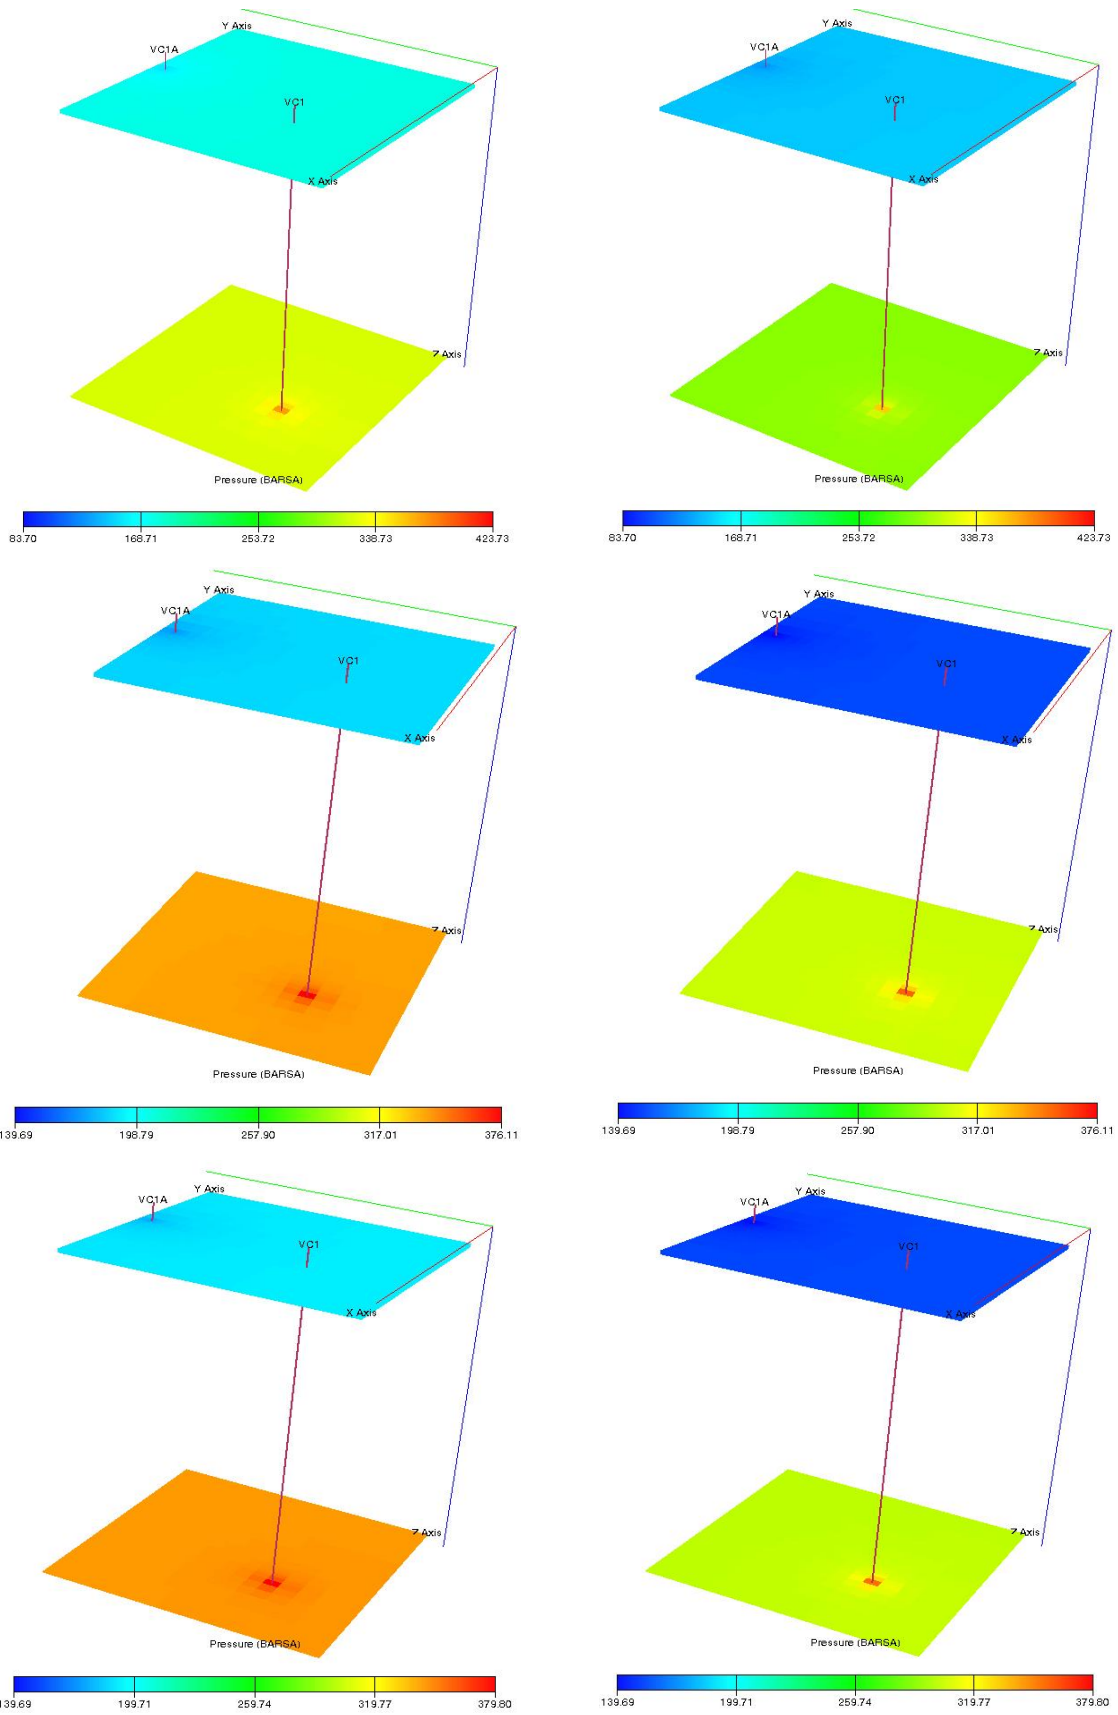 Y Axis
VC1A
VC1
X Axis
Z Axis
Pressure (BARSA)
83.70 168.71 253.72 338.73 423.73
Y Axis
VC1A
VC1
X Axis
Z Axis
Pressure (BARSA)
83.70 168.71 253.72 338.73 423.73
Y Axis
VC1A
VC1
X Axis
Z Axis
Pressure (BARSA)
139.69 198.79 257.90 317.01 376.11
Y Axis
VC1A
VC1
X Axis
Z Axis
Pressure (BARSA)
139.69 198.79 257.90 317.01 376.11
Y Axis
VC1A
VC1
X Axis
Z Axis
Pressure (BARSA)
139.69 199.71 259.74 319.77 379.80
Y Axis
VC1A
VC1
X Axis
Z Axis
Pressure (BARSA)
139.69 199.71 259.74 319.77 379.80